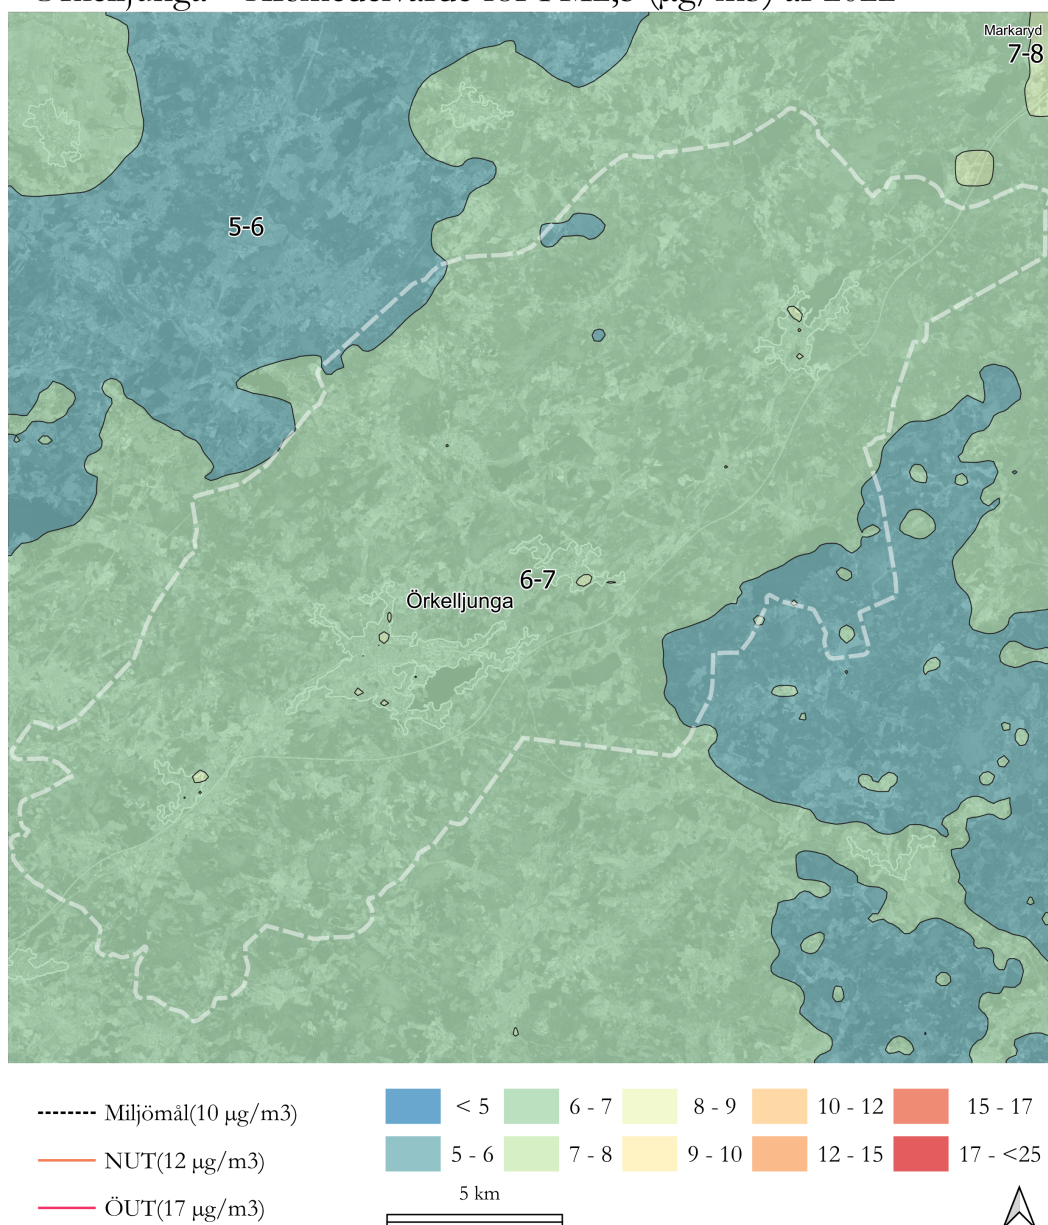 Markaryd
7-8
5-6
6-7
Örkelljunga
Miljömål(10 µg/m3)
NUT(12 µg/m3)
ÖUT(17 µg/m3)
< 5
6 - 7
8 - 9
10 - 12
15 - 17
5 - 6
7 - 8
9 - 10
12 - 15
17 - <25
5 km